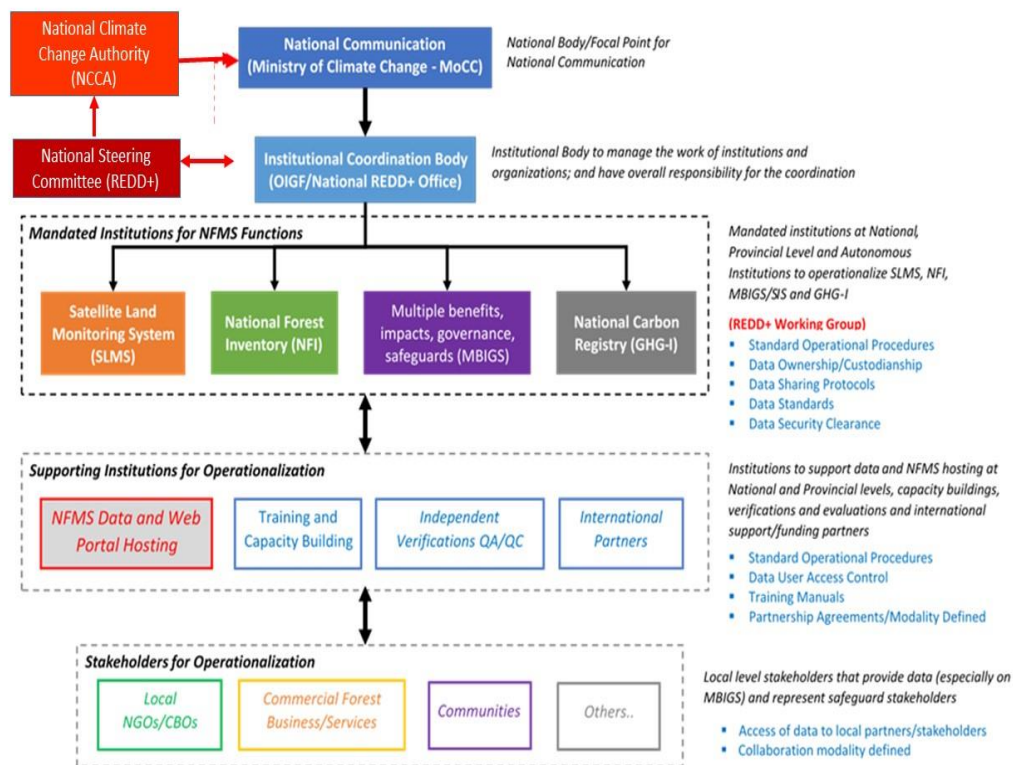 National Climate
Change Authority
(NCCA)
National Communication
(Ministry of Climate Change - MoCC)
National Body/Focal Point for
National Communication
National Steering
Committee (REDD+)
Institutional Coordination Body
(OIGF/National REDD+ Office)
Institutional Body to manage the work of institutions and
organizations; and have overall responsibility for the coordination
Mandated Institutions for NFMS Functions
Satellite Land
Monitoring System
(SLMS)
National Forest
Inventory (NFI)
Multiple benefits,
impacts, governance,
safeguards (MBIGS)
National Carbon
Registry (GHG-I)
Mandated institutions at National,
Provincial Level and Autonomous
Institutions to operationalize SLMS, NFI,
MBIGS/SIS and GHG-I
(REDD+ Working Group)
▪ Standard Operational Procedures
▪ Data Ownership/Custodianship
▪ Data Sharing Protocols
▪ Data Standards
▪ Data Security Clearance
Supporting Institutions for Operationalization
NFMS Data and Web
Portal Hosting
Training and
Capacity Building
Independent
Verifications QA/QC
International
Partners
Institutions to support data and NFMS hosting at
National and Provincial levels, capacity buildings,
verifications and evaluations and international
support/funding partners
▪ Standard Operational Procedures
▪ Data User Access Control
▪ Training Manuals
▪ Partnership Agreements/Modality Defined
Stakeholders for Operationalization
Local
NGOs/CBOs
Commercial Forest
Business/Services
Communities
Others..
Local level stakeholders that provide data (especially on
MBIGS) and represent safeguard stakeholders
▪ Access of data to local partners/stakeholders
▪ Collaboration modality defined